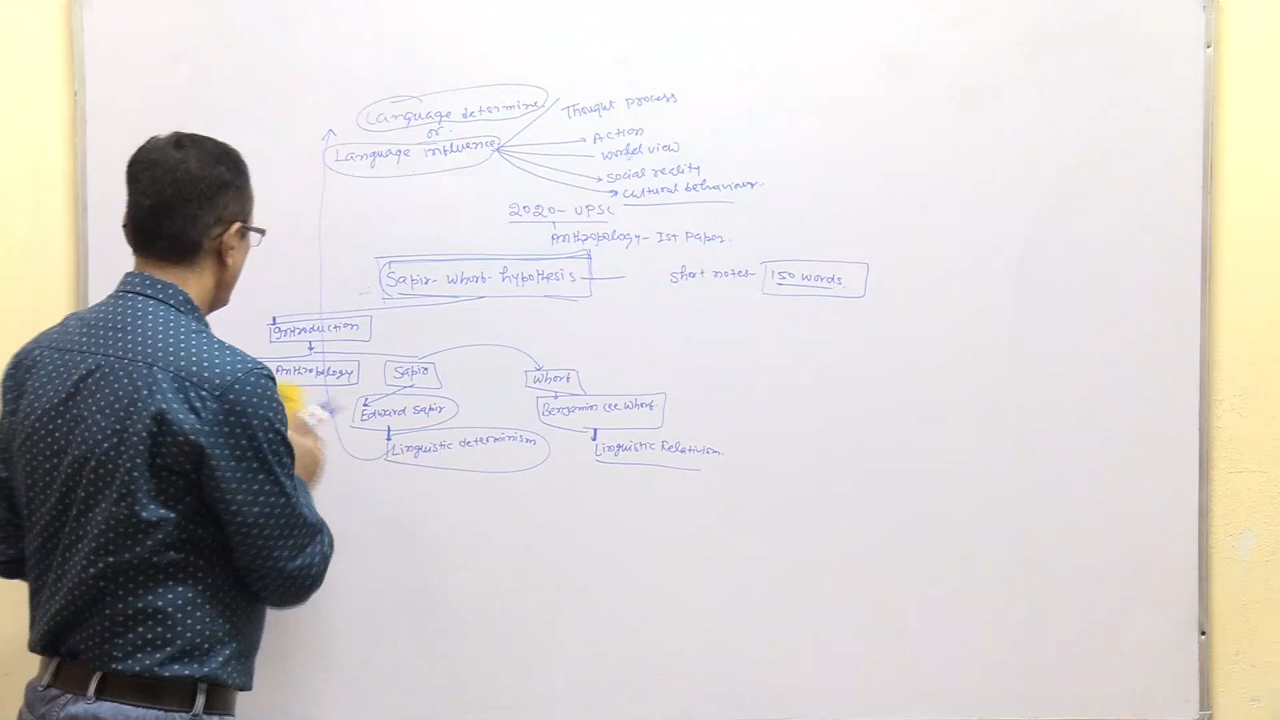 Language determine
or
Language influence
Thought process
Action
world view
social reality
cultural behaviour.
2020- UPSC
Anthropology- Ist Paper.
Sapir- Whorf- hypothesis
Short notes- 150 words.
Introduction
Anthropology Sapir Whorf
Edward Sapir Benjamin Lee Whorf.
Linguistic determinism Linguistic Relativism.